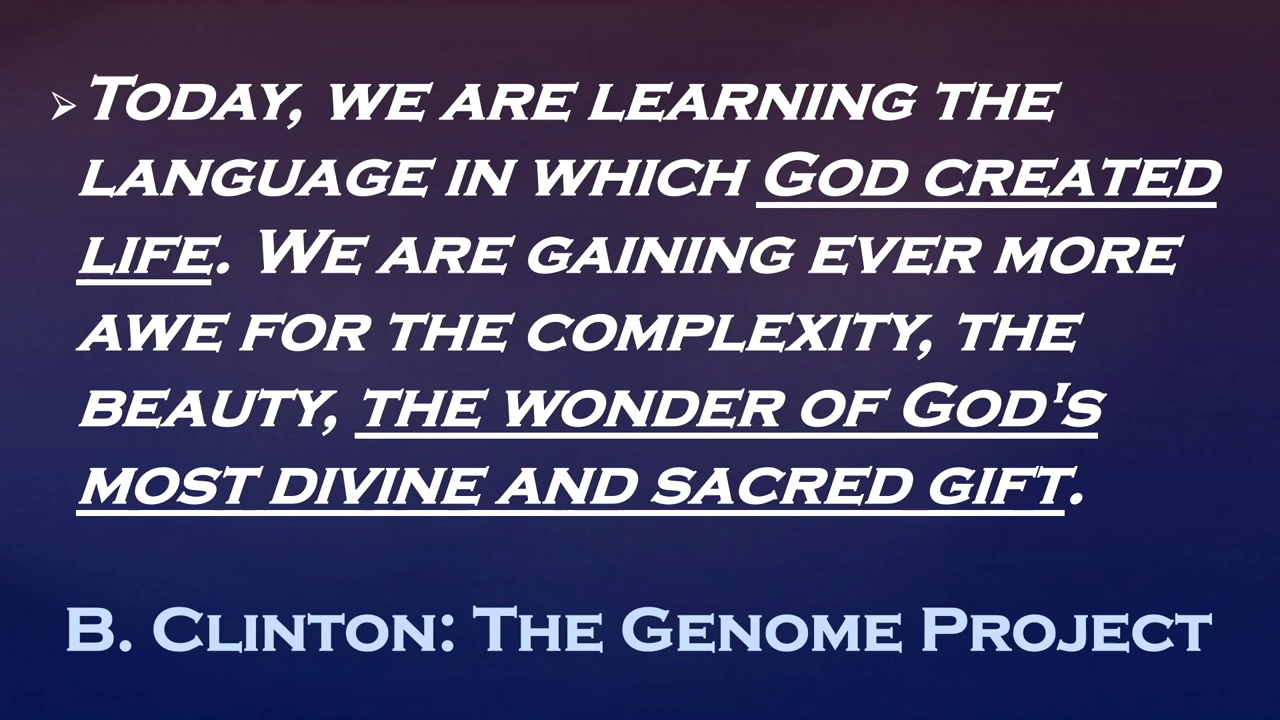 Today, we are learning the
language in which God created
life. We are gaining ever more
awe for the complexity, the
beauty, the wonder of God's
most divine and sacred gift.
B. Clinton: The Genome Project